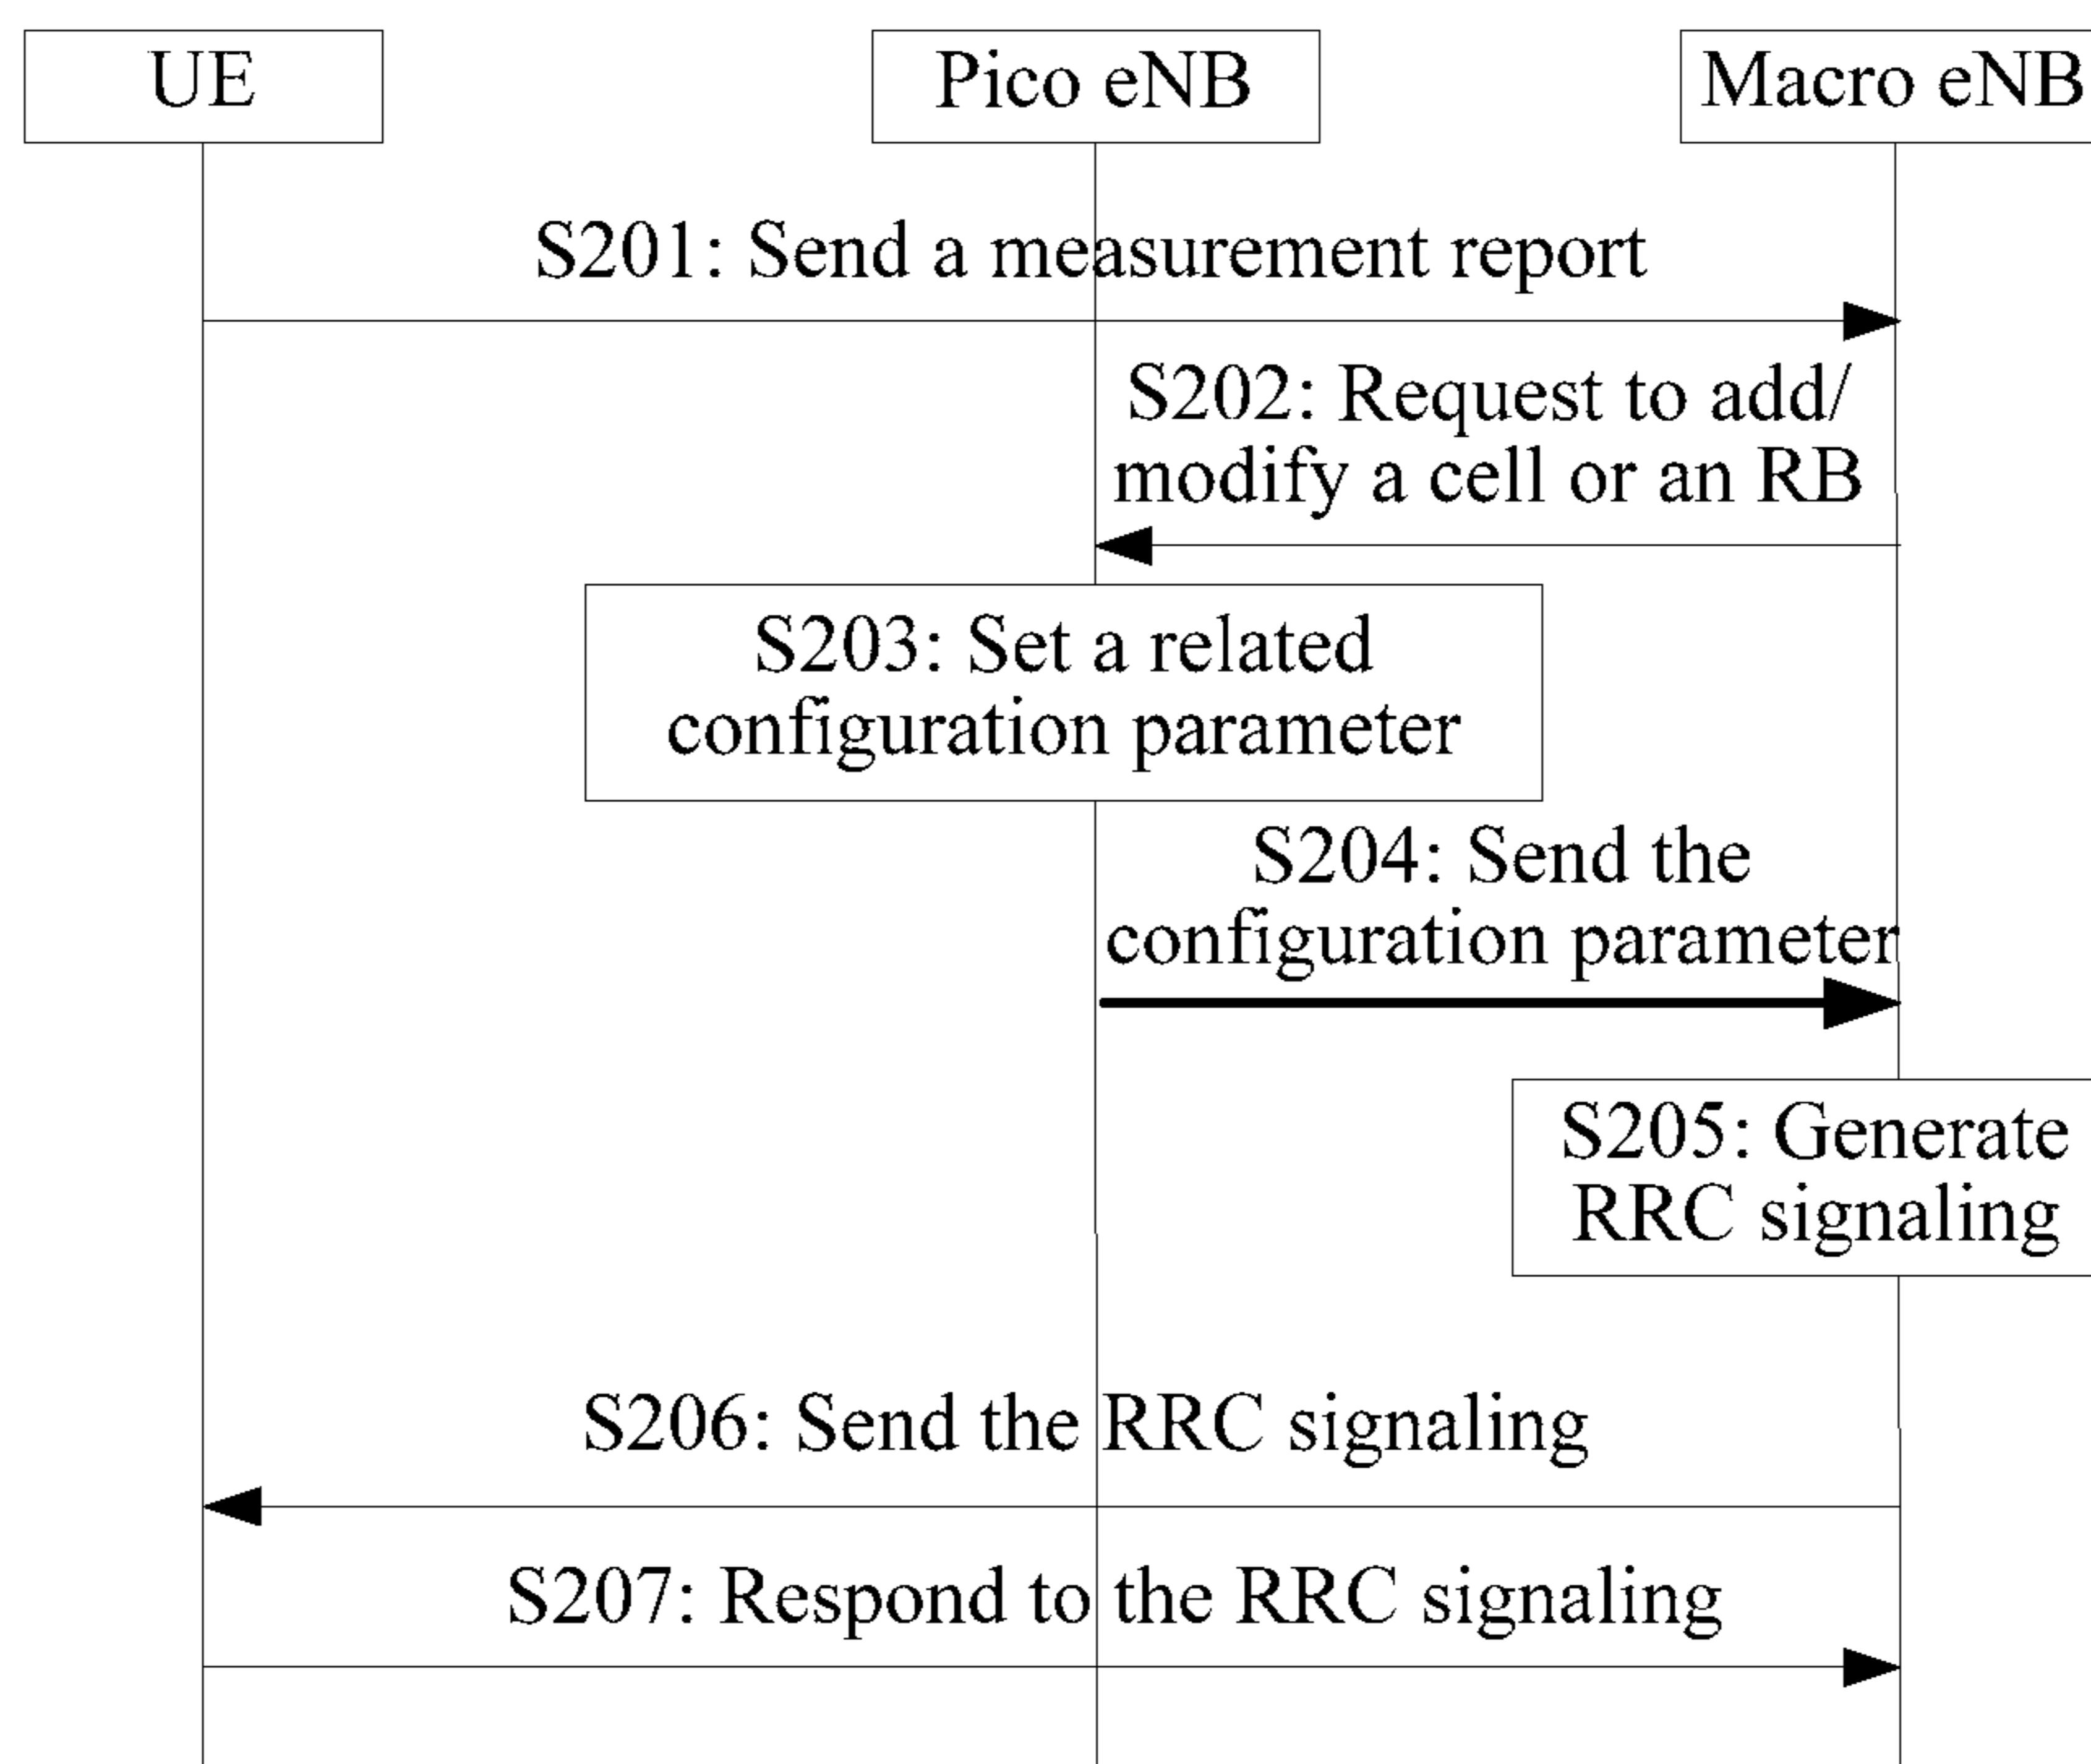 UE
Pico eNB
Macro eNB
S201: Send a measurement report
S202: Request to add/
modify a cell or an RB
S203: Set a related
configuration parameter
S204: Send the
configuration parameter
S205: Generate
RRC signaling
S206: Send the RRC signaling
S207: Respond to the RRC signaling